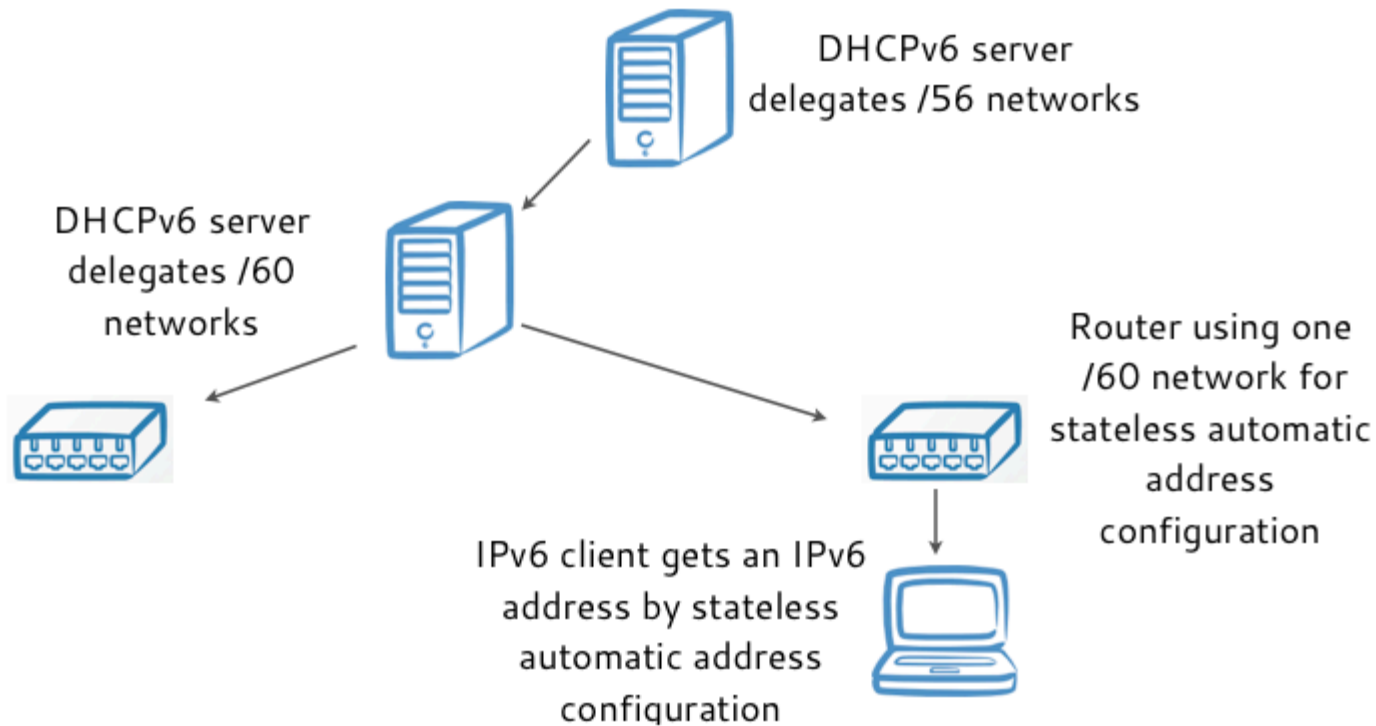 DHCPv6 server
delegates /56 networks
DHCPv6 server
delegates /60
networks
Router using one
/60 network for
stateless automatic
address
configuration
IPv6 client gets an IPv6
address by stateless
automatic address
configuration